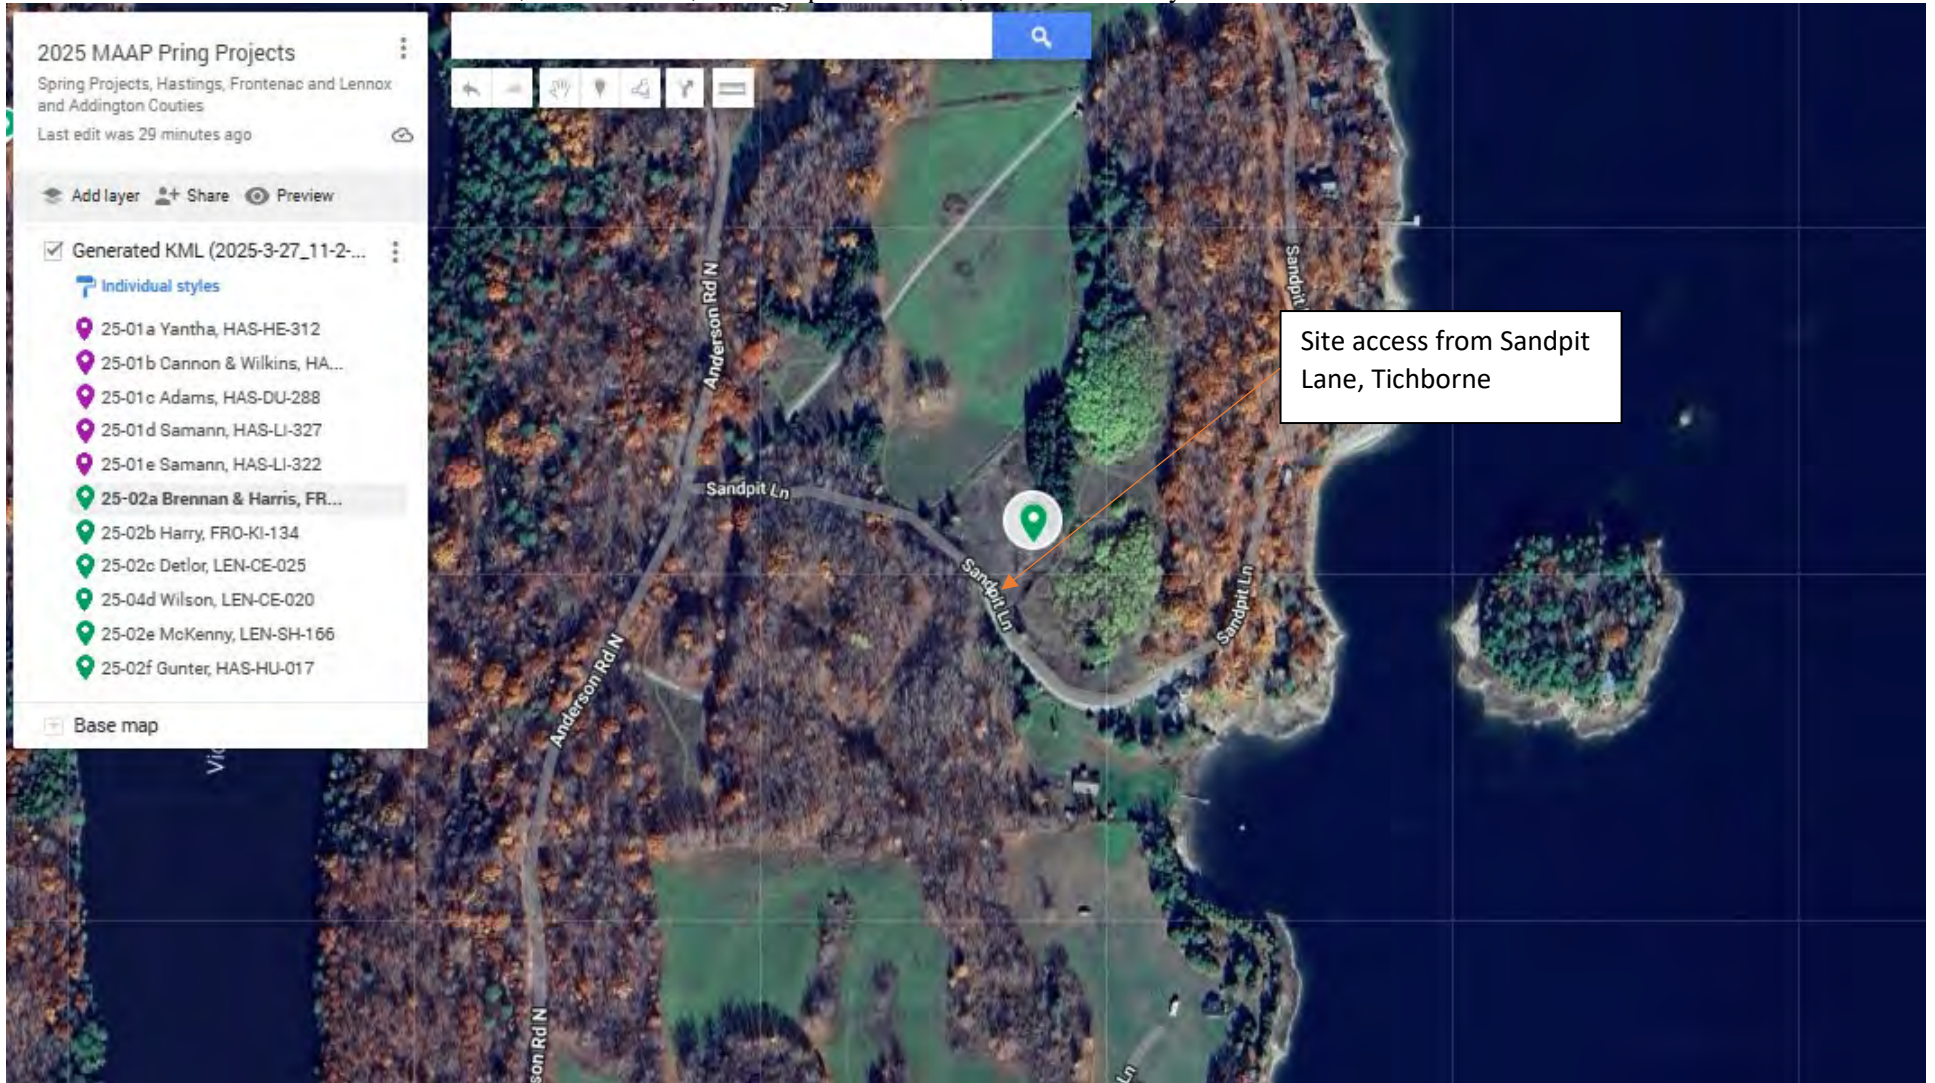 2025 MAAP Pring Projects
Spring Projects, Hastings, Frontenac and Lennox
and Addington Couties
Last edit was 29 minutes ago
Add layer
Share
Preview
Generated KML (2025-3-27_11-2-...
Individual styles
25-01a Yantha, HAS-HE-312
25-01b Cannon & Wilkins, HA...
25-01c Adams, HAS-DU-288
25-01d Samann, HAS-LI-327
25-01e Samann, HAS-LI-322
25-02a Brennan & Harris, FR...
25-02b Harry, FRO-KI-134
25-02c Detlor, LEN-CE-025
25-04d Wilson, LEN-CE-020
25-02e McKenny, LEN-SH-166
25-02f Gunter, HAS-HU-017
Base map
Anderson Rd N
Sandpit
Site access from Sandpit
Lane, Tichborne
Sandpit Ln
Sandpit Ln
Sandpit Ln
Anderson Rd N
son Rd N
Ln